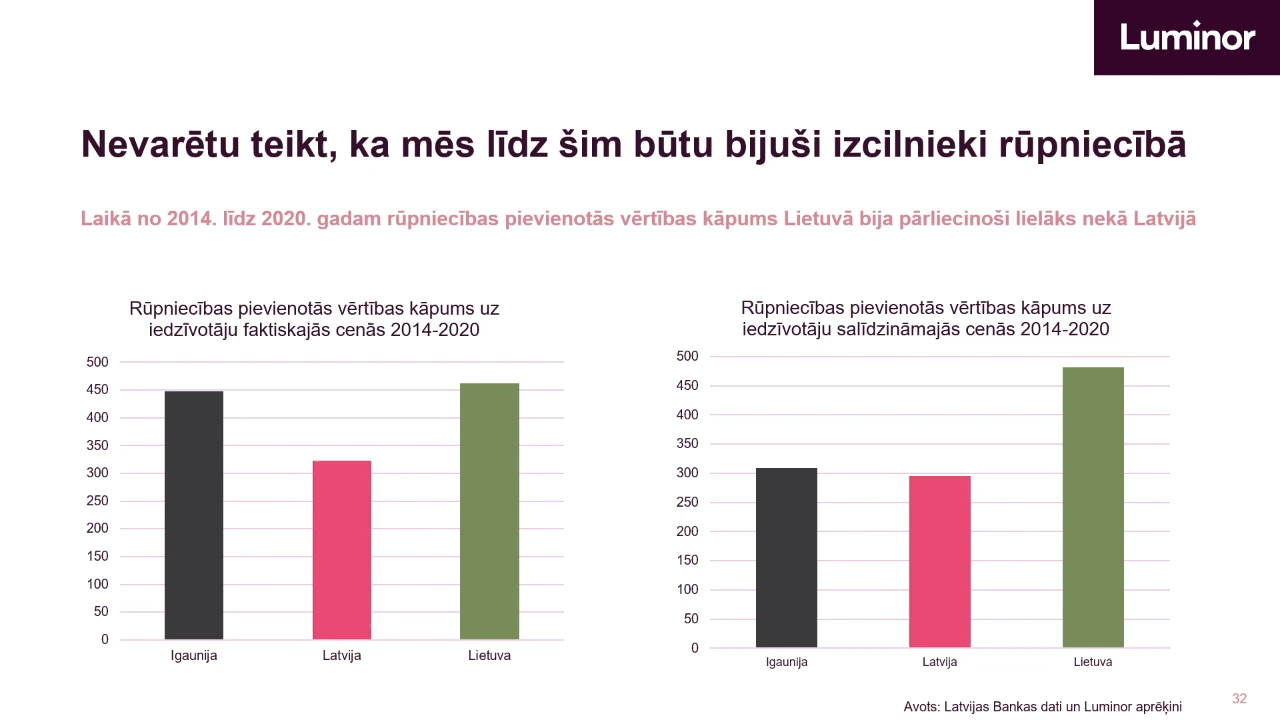 Luminor
Nevarētu teikt, ka mēs līdz šim būtu bijuši izcilnieki rūpniecībā
Laikā no 2014. līdz 2020. gadam rūpniecības pievienotās vērtības kāpums Lietuvā bija pārliecinoši lielāks nekā Latvijā
Rūpniecības pievienotās vērtības kāpums uz
iedzīvotāju faktiskajās cenās 2014-2020
500
450
400
350
300
250
200
150
100
50
0
Igaunija
Latvija
Lietuva
Rūpniecības pievienotās vērtības kāpums uz
iedzīvotāju salīdzināmajās cenās 2014-2020
500
450
400
350
300
250
200
150
100
50
0
Igaunija
Latvija
Lietuva
Avots: Latvijas Bankas dati un Luminor aprēķini
32